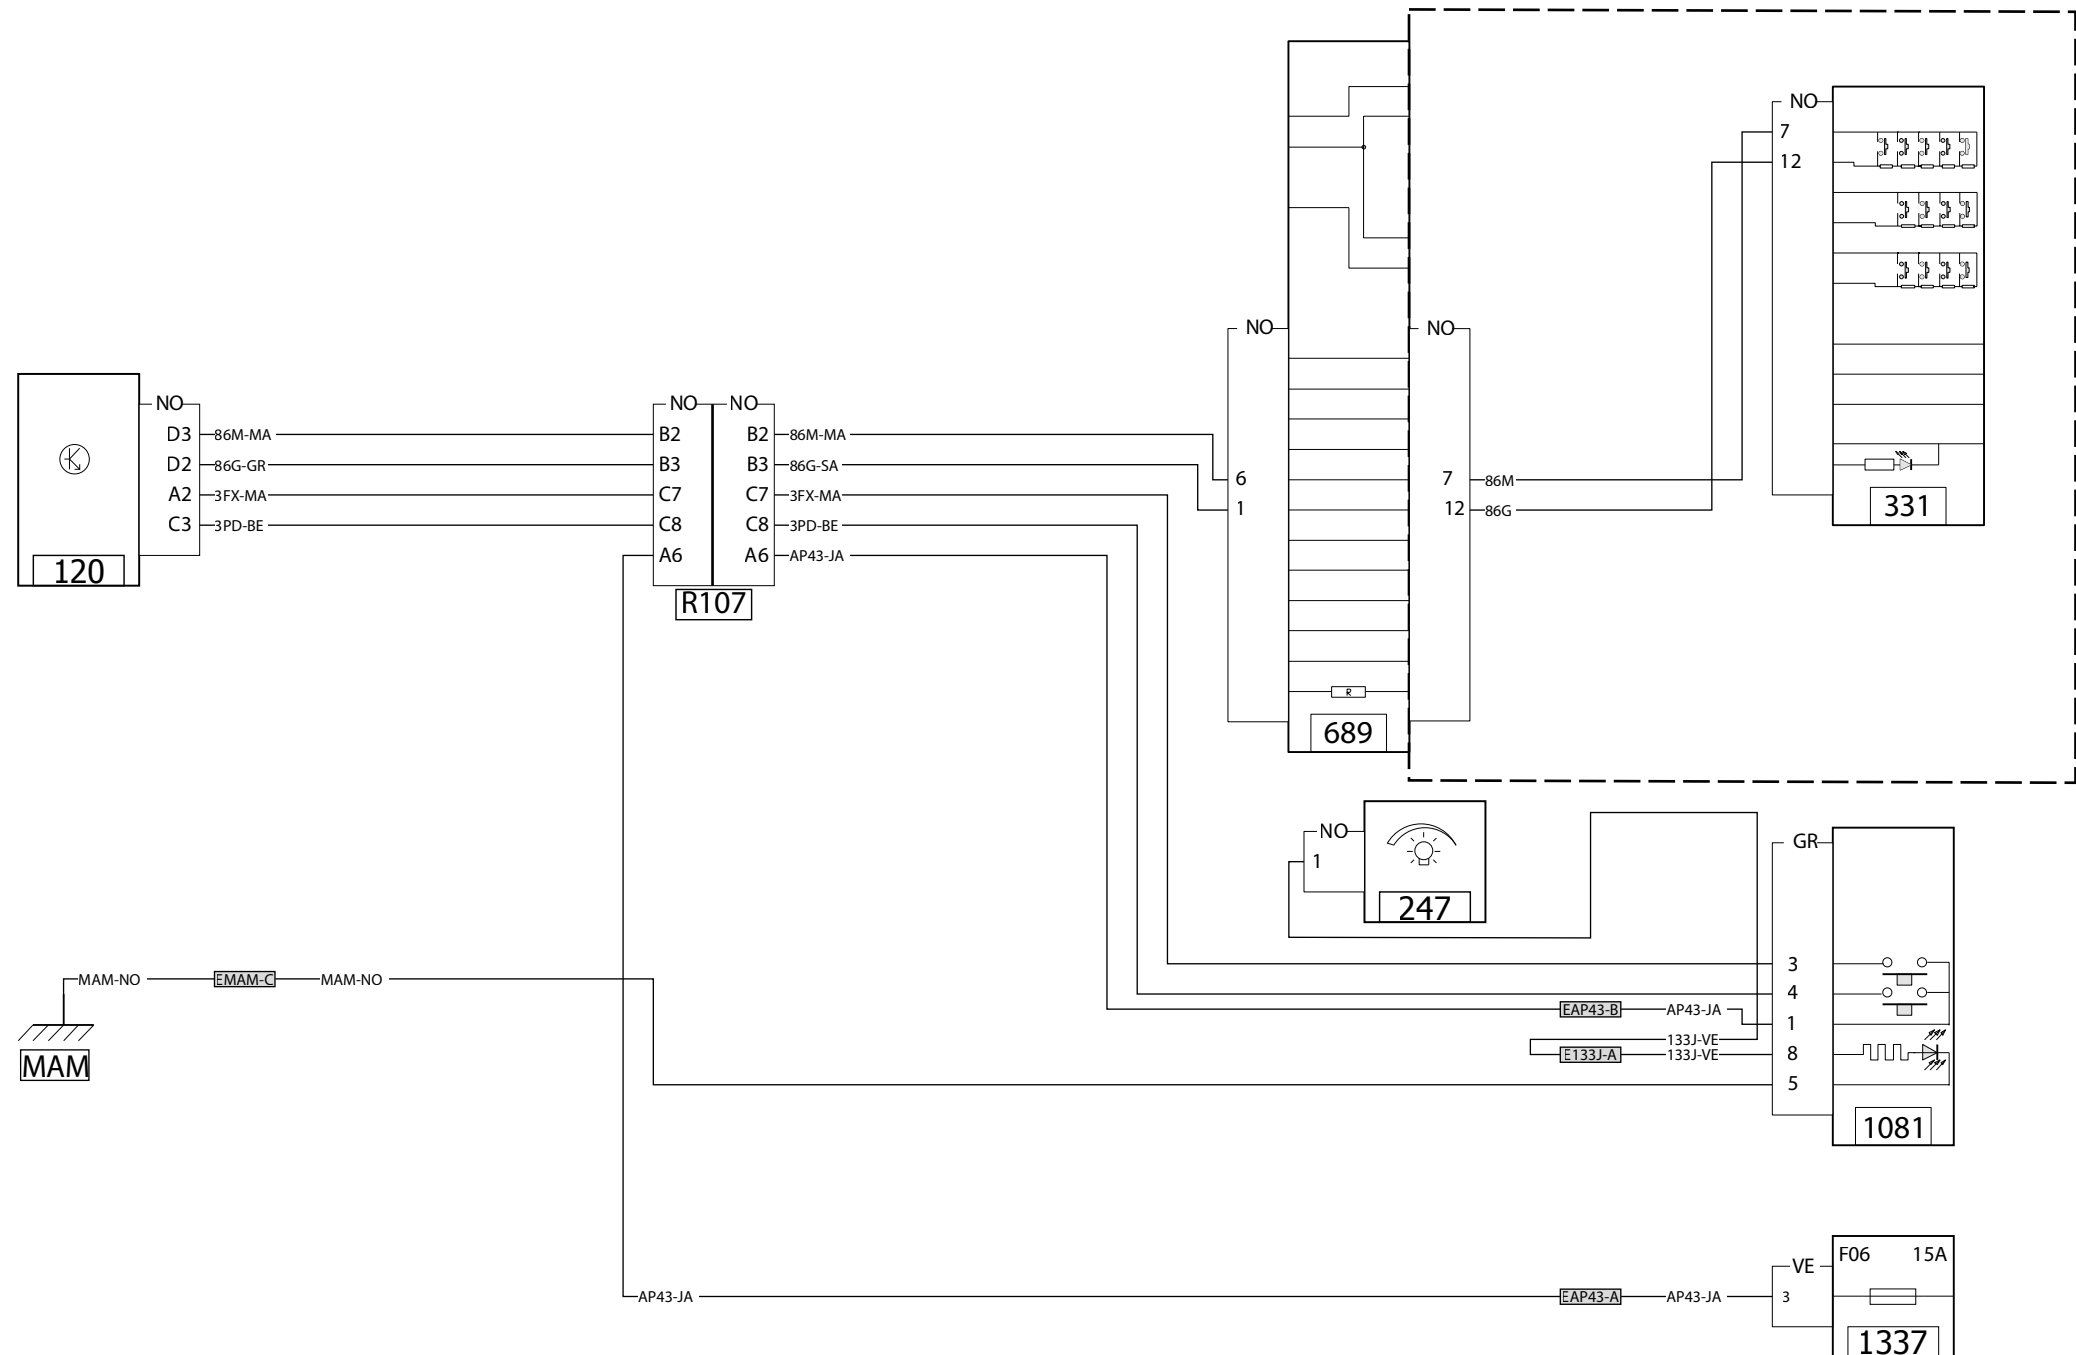 NO
7
12
331
NO
6
1
NO
7 86M
12 86G
R
689
NO
D3 86M-MA
D2 86G-GR
A2 3FX-MA
C3 3PD-BE
120
NO NO
B2 B2 86M-MA
B3 B3 86G-SA
C7 C7 3FX-MA
C8 C8 3PD-BE
A6 A6 AP43-JA
R107
NO
1
247
GR
3
4
EAP43-B AP43-JA 1
133J-VE
E133J-A 133J-VE 8
5
1081
MAM-NO EMAM-C MAM-NO
MAM
F06 15A
VE
AP43-JA EAP43-A AP43-JA 3
1337